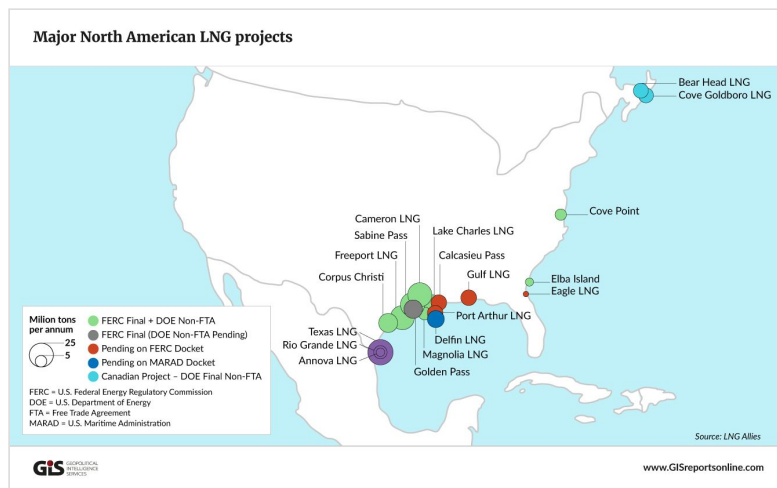 Major North American LNG projects
Bear Head LNG
Cove Goldboro LNG
Cove Point
Cameron LNG
Lake Charles LNG
Sabine Pass
Calcasieu Pass
Freeport LNG
Gulf LNG
Corpus Christi
Elba Island
Eagle LNG
Port Arthur LNG
Texas LNG
Delfin LNG
Rio Grande LNG
Magnolia LNG
Annova LNG
Golden Pass
Milion tons
per annum
25
5
FERC Final + DOE Non-FTA
FERC Final (DOE Non-FTA Pending)
Pending on FERC Docket
Pending on MARAD Docket
Canadian Project – DOE Final Non-FTA
FERC = U.S. Federal Energy Regulatory Commission
DOE = U.S. Department of Energy
FTA = Free Trade Agreement
MARAD = U.S. Maritime Administration
Source: LNG Allies
GIS
GEOPOLITICAL
INTELLIGENCE
SERVICES
www.GISreportsonline.com